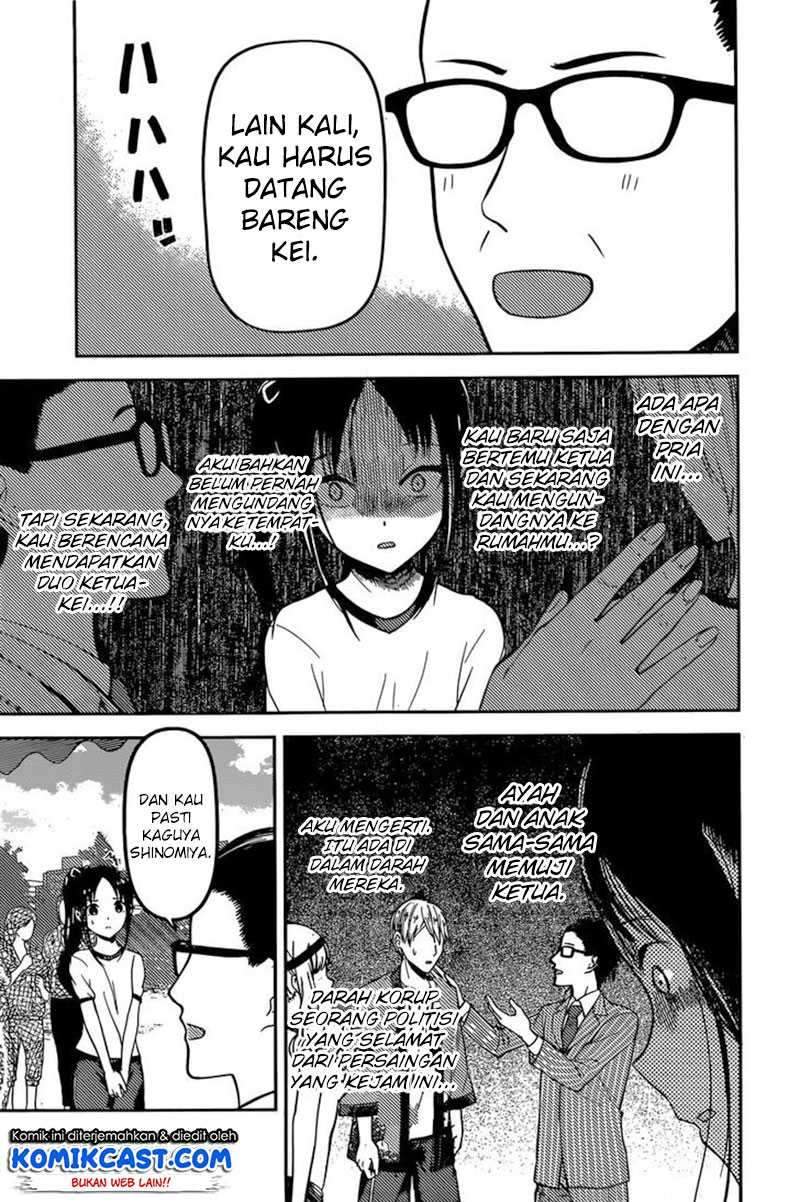 LAIN KALI,
KAU HARUS
DATANG
BARENG
KEI.
ハハハッ
ADA APA
DENGAN
PRIA
INI...
KAU BARU SAJA
BERTEMU KETUA
DAN SEKARANG
KAU MENGUN-
DANGNYA KE
RUMAHMU...?
AKU BAHKAN
BELUM PERNAH
MENGUNDANG
NYA KE TEMPAT-
KU...!
TAPI SEKARANG,
KAU BERENCANA
MENDAPATKAN
DUO KETUA-
KEI...!!
AYAH
DAN ANAK
SAMA-SAMA
MEMUJI
KETUA.
AKU MENGERTI.
ITU ADA DI
DALAM DARAH
MEREKA.
DARAH KORUP
SEORANG POLITISI
YANG SELAMAT
DARI PERSAINGAN
YANG KEJAM INI...
DAN KAU
PASTI
KAGUYA
SHINOMIYA.
Komik ini diterjemahkan & diedit oleh
KOMIKCAST.COM
BUKAN WEB LAIN!!